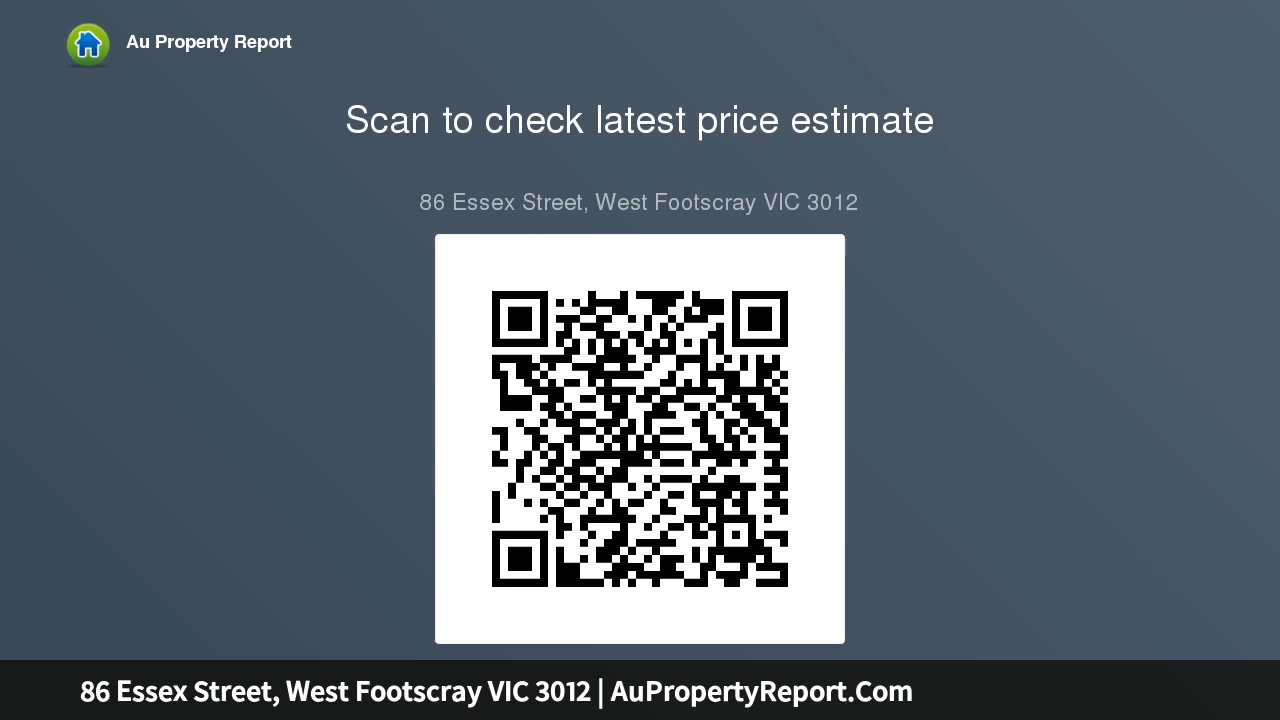 Au Property Report
Scan to check latest price estimate
86 Essex Street, West Footscray VIC 3012
86 Essex Street, West Footscray VIC 3012 | AuPropertyReport.Com